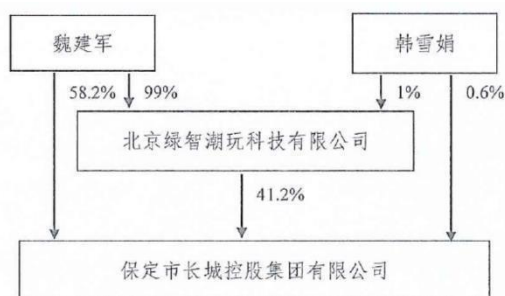 魏建军
韩雪娟
58.2%
99%
1%
0.6%
北京绿智潮玩科技有限公司
41.2%
保定市长城控股集团有限公司